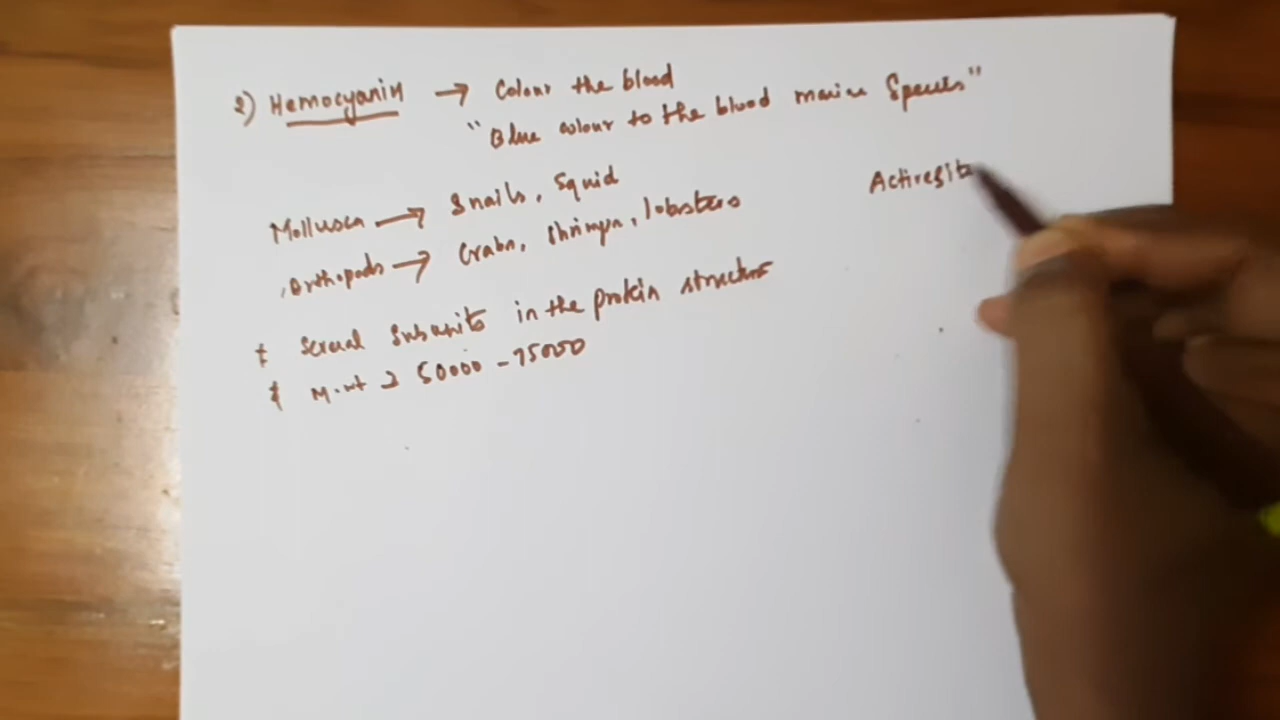 2) Hemocyanin → Colour the blood
"Blue colour to the blood marine Species"
Mollusca → Snails, Squid
Orthopods → Crabs, Shrimps, lobsters
Activesite
* Several Subunits in the protein structure
* M.wt 50000 - 75000